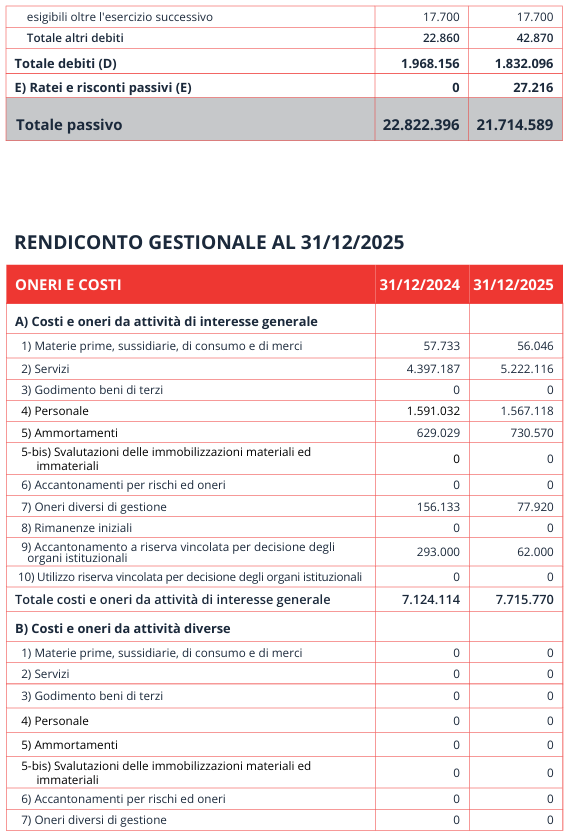 esigibili oltre l'esercizio successivo 17.700 17.700
Totale altri debiti 22.860 42.870
Totale debiti (D) 1.968.156 1.832.096
E) Ratei e risconti passivi (E) 0 27.216
Totale passivo 22.822.396 21.714.589
RENDICONTO GESTIONALE AL 31/12/2025
ONERI E COSTI 31/12/2024 31/12/2025
A) Costi e oneri da attività di interesse generale
1) Materie prime, sussidiarie, di consumo e di merci 57.733 56.046
2) Servizi 4.397.187 5.222.116
3) Godimento beni di terzi 0 0
4) Personale 1.591.032 1.567.118
5) Ammortamenti 629.029 730.570
5-bis) Svalutazioni delle immobilizzazioni materiali ed
immateriali 0 0
6) Accantonamenti per rischi ed oneri 0 0
7) Oneri diversi di gestione 156.133 77.920
8) Rimanenze iniziali 0 0
9) Accantonamento a riserva vincolata per decisione degli
organi istituzionali 293.000 62.000
10) Utilizzo riserva vincolata per decisione degli organi istituzionali 0 0
Totale costi e oneri da attività di interesse generale 7.124.114 7.715.770
B) Costi e oneri da attività diverse
1) Materie prime, sussidiarie, di consumo e di merci 0 0
2) Servizi 0 0
3) Godimento beni di terzi 0 0
4) Personale 0 0
5) Ammortamenti 0 0
5-bis) Svalutazioni delle immobilizzazioni materiali ed
immateriali 0 0
6) Accantonamenti per rischi ed oneri 0 0
7) Oneri diversi di gestione 0 0